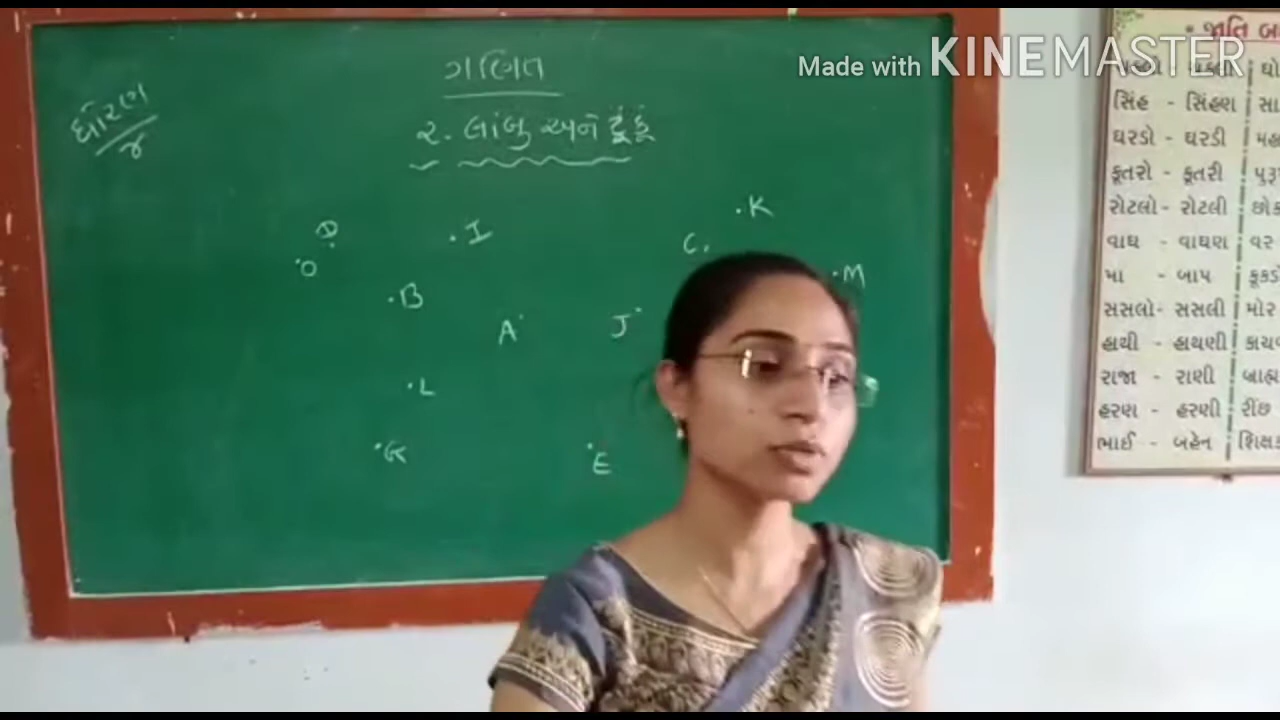 Made with KINEMASTER
ગણિત
ધોરણ
૪
૨. લાંબુ અને ટૂંકું
.K
D
.I
C.
.O
.M
.B
A.
J.
.L
.G
.E
• જાતિ બ
સિંહ - સિંહણ
ઘરડો - ઘરડી
કૂતરો - કૂતરી
રોટલો - રોટલી
વાઘ - વાઘણ વર
મા - બાપ
સસલો - સસલી મોર
હાથી - હાથણી
રાજા - રાણી
હરણ - હરણી રીંછ
ભાઈ - બહેન